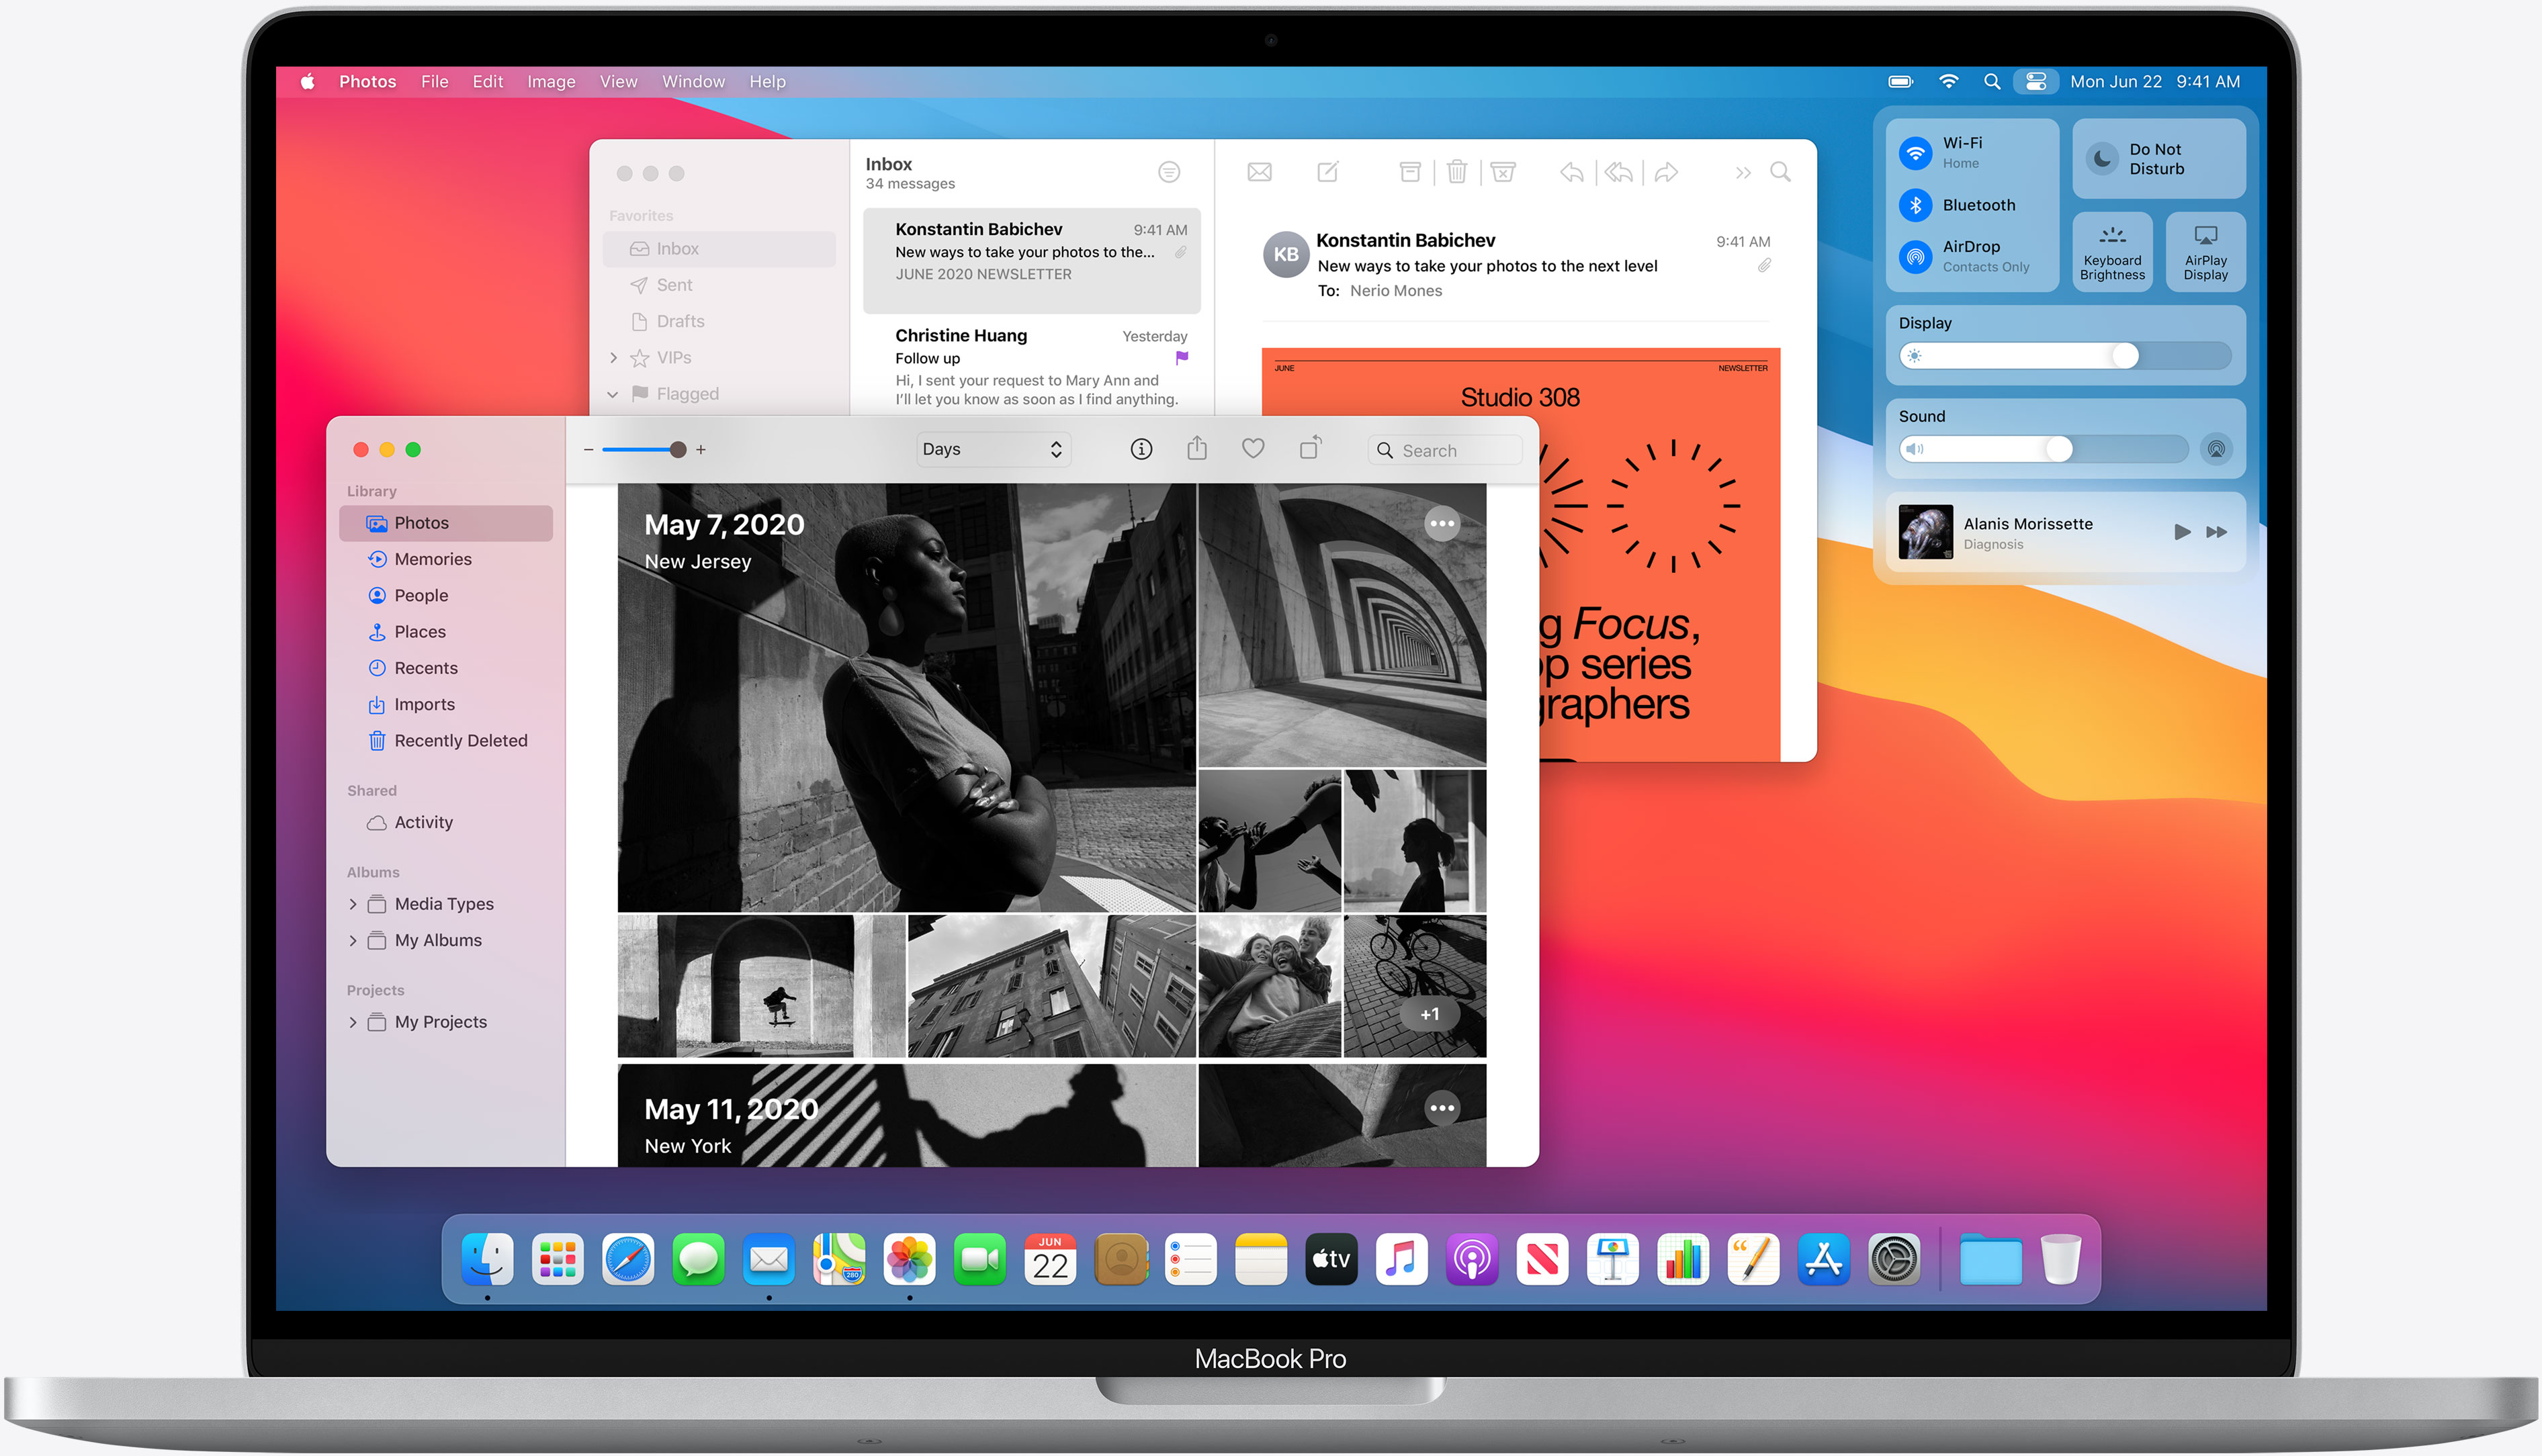 Photos File Edit Image View Window Help
Mon Jun 22 9:41 AM
Wi-Fi
Home
Bluetooth
AirDrop
Contacts Only
Do Not
Disturb
Keyboard
Brightness
AirPlay
Display
Display
Sound
Alanis Morissette
Diagnosis
Favorites
Inbox
Sent
Drafts
VIPs
Flagged
Inbox
34 messages
Konstantin Babichev 9:41 AM
New ways to take your photos to the...
JUNE 2020 NEWSLETTER
Christine Huang Yesterday
Follow up
Hi, I sent your request to Mary Ann and
I'll let you know as soon as I find anything.
KB
Konstantin Babichev 9:41 AM
New ways to take your photos to the next level
To: Nerio Mones
JUNE NEWSLETTER
Studio 308
g Focus,
op series
graphers
Days
Search
Library
Photos
Memories
People
Places
Recents
Imports
Recently Deleted
Shared
Activity
Albums
Media Types
My Albums
Projects
My Projects
May 7, 2020
New Jersey
+1
May 11, 2020
New York
280
JUN
22
tv
MacBook Pro